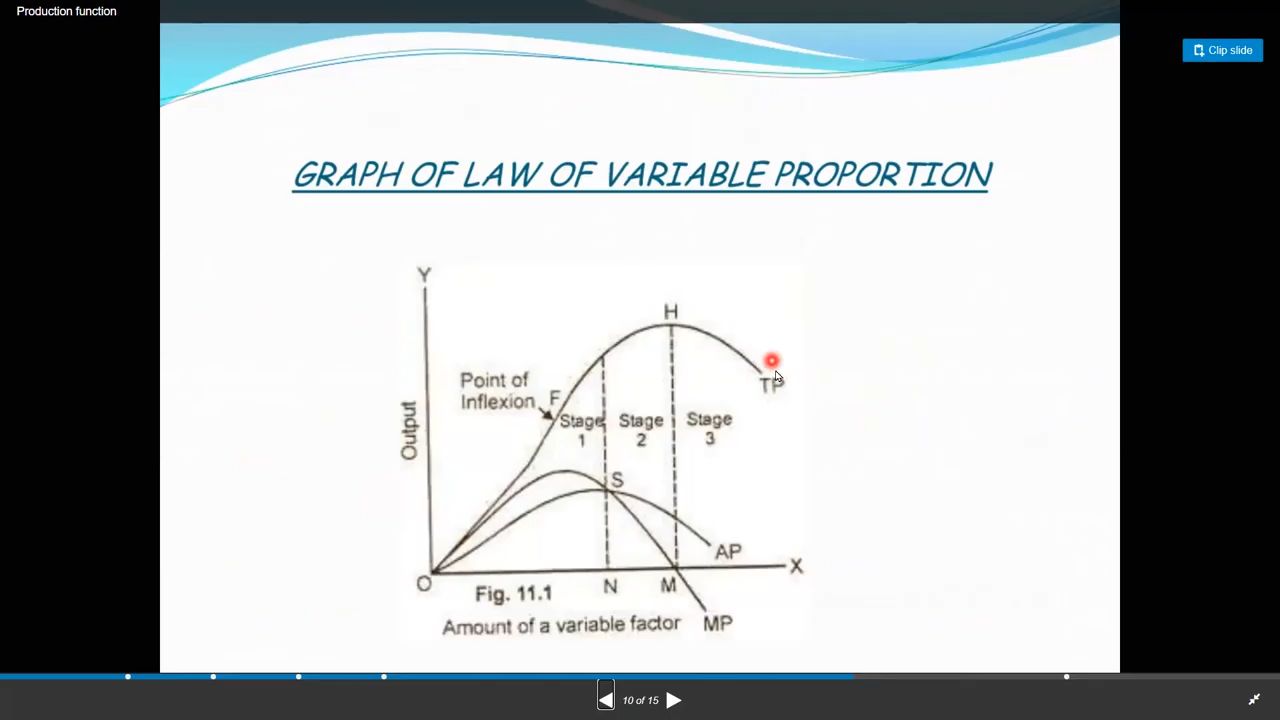 Production function
Clip slide
GRAPH OF LAW OF VARIABLE PROPORTION
Y
H
Point of
Inflexion F
TP
Stage
1
Stage
2
Stage
3
Output
S
AP
O
X
Fig. 11.1
N
M
Amount of a variable factor
MP
10 of 15